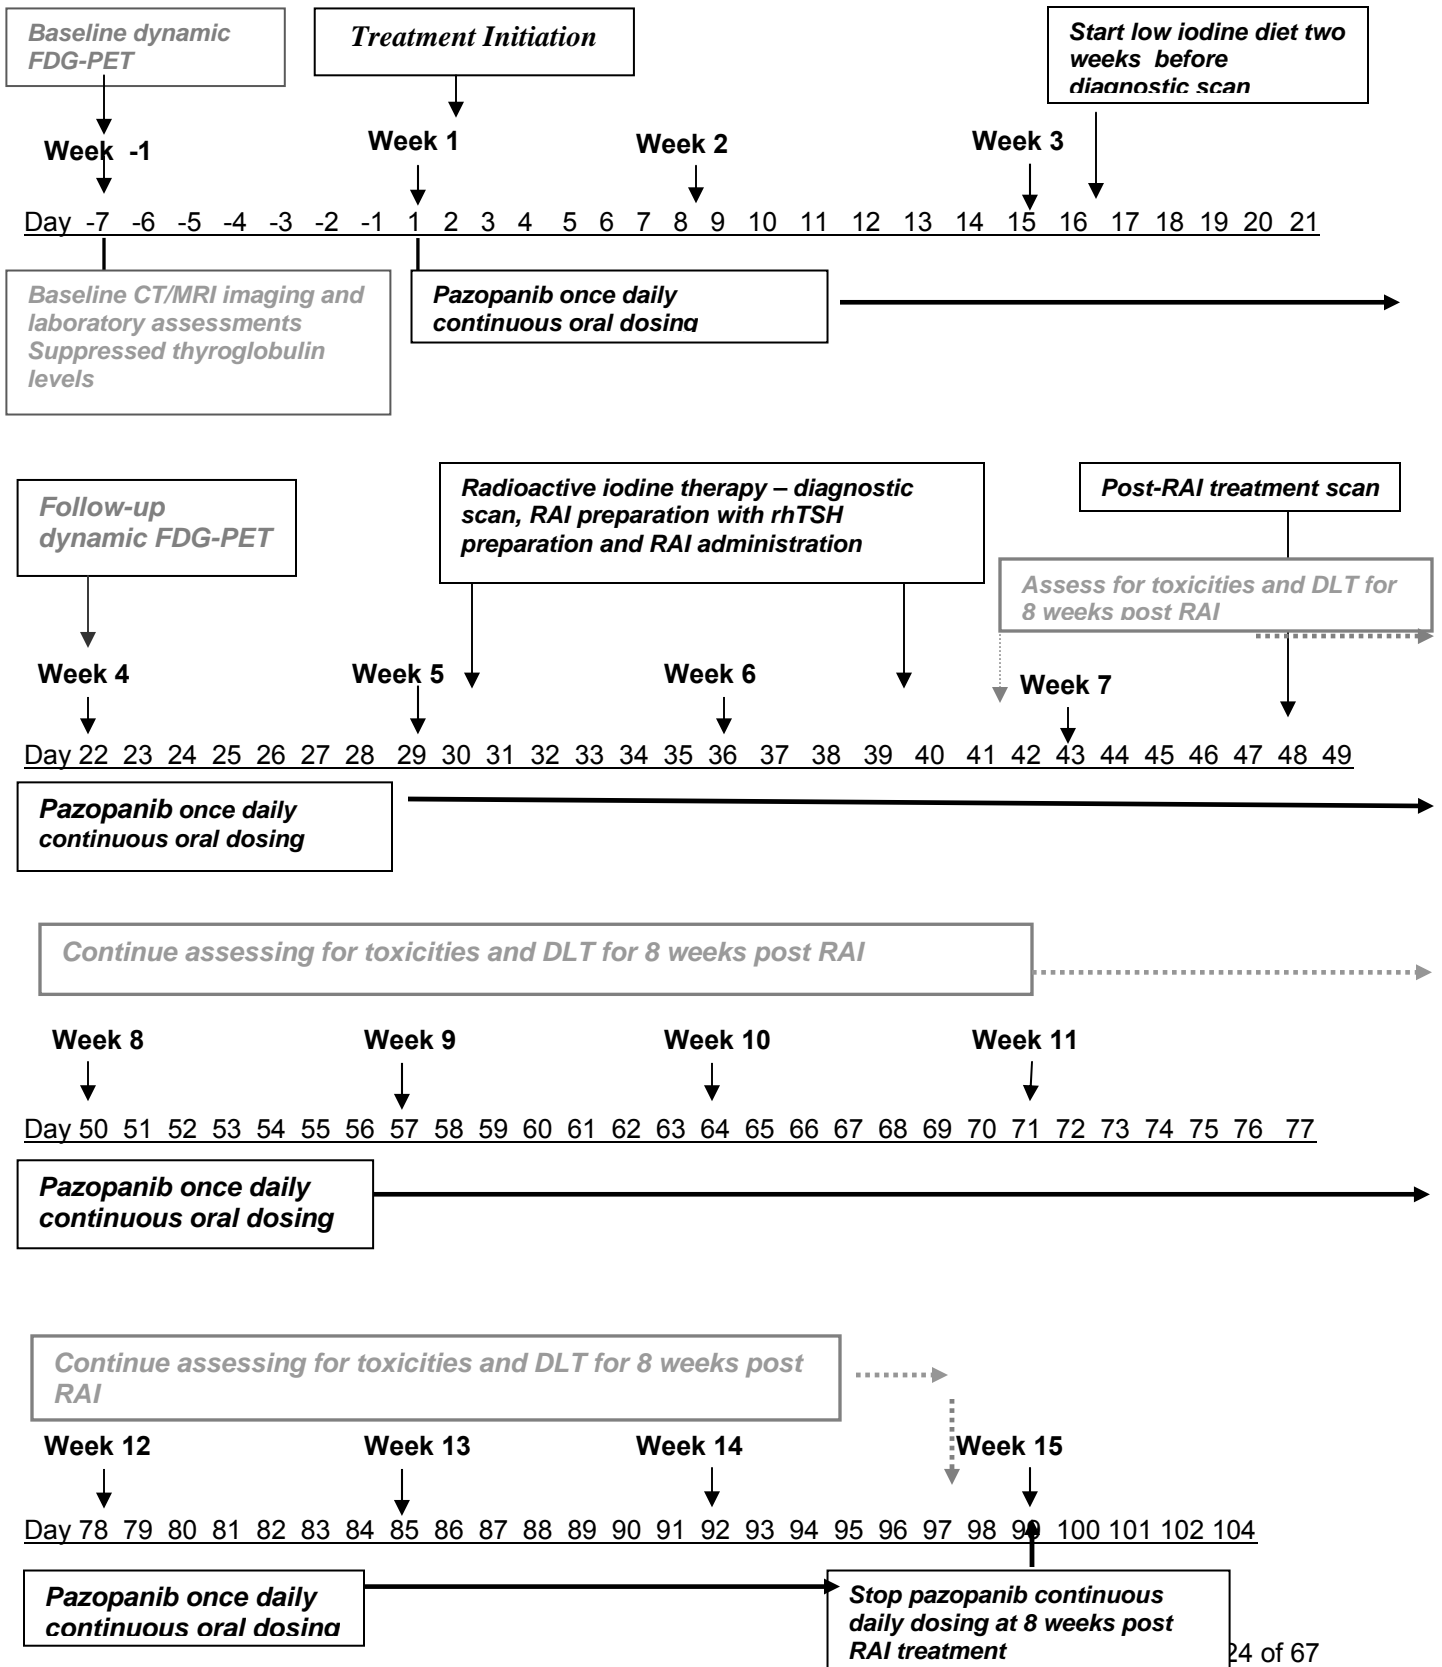 Baseline dynamic
FDG-PET
Treatment Initiation
Start low iodine diet two
weeks before
diagnostic scan
Week -1
Week 1
Week 2
Week 3
Day -7 -6 -5 -4 -3 -2 -1 1 2 3 4 5 6 7 8 9 10 11 12 13 14 15 16 17 18 19 20 21
Baseline CT/MRI imaging and
laboratory assessments
Suppressed thyroglobulin
levels
Pazopanib once daily
continuous oral dosing
Follow-up
dynamic FDG-PET
Radioactive iodine therapy – diagnostic
scan, RAI preparation with rhTSH
preparation and RAI administration
Post-RAI treatment scan
Assess for toxicities and DLT for
8 weeks post RAI
Week 4
Week 5
Week 6
Week 7
Day 22 23 24 25 26 27 28 29 30 31 32 33 34 35 36 37 38 39 40 41 42 43 44 45 46 47 48 49
Pazopanib once daily
continuous oral dosing
Continue assessing for toxicities and DLT for 8 weeks post RAI
Week 8
Week 9
Week 10
Week 11
Day 50 51 52 53 54 55 56 57 58 59 60 61 62 63 64 65 66 67 68 69 70 71 72 73 74 75 76 77
Pazopanib once daily
continuous oral dosing
Continue assessing for toxicities and DLT for 8 weeks post
RAI
Week 12
Week 13
Week 14
Week 15
Day 78 79 80 81 82 83 84 85 86 87 88 89 90 91 92 93 94 95 96 97 98 99 100 101 102 104
Pazopanib once daily
continuous oral dosing
Stop pazopanib continuous
daily dosing at 8 weeks post
RAI treatment
24 of 67